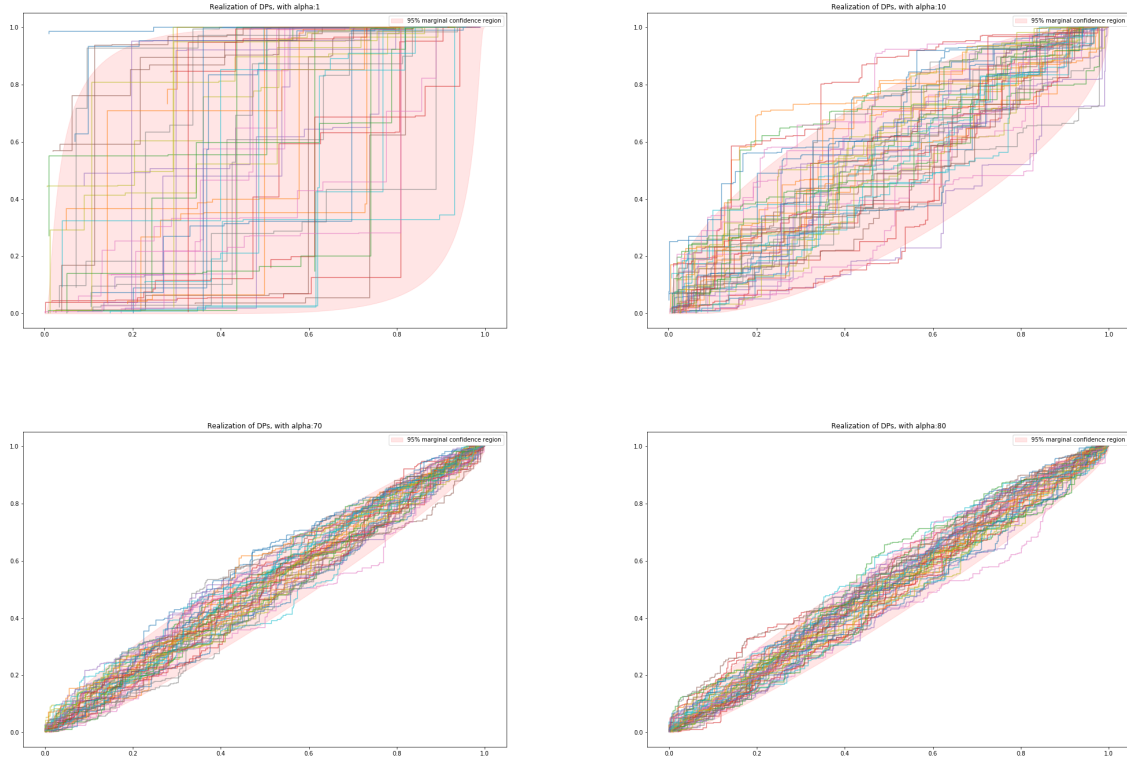 Realization of DPs, with alpha:1
95% marginal confidence region
1.0
0.8
0.6
0.4
0.2
0.0
0.0 0.2 0.4 0.6 0.8 1.0
Realization of DPs, with alpha:10
95% marginal confidence region
1.0
0.8
0.6
0.4
0.2
0.0
0.0 0.2 0.4 0.6 0.8 1.0
Realization of DPs, with alpha:70
95% marginal confidence region
1.0
0.8
0.6
0.4
0.2
0.0
0.0 0.2 0.4 0.6 0.8 1.0
Realization of DPs, with alpha:80
95% marginal confidence region
1.0
0.8
0.6
0.4
0.2
0.0
0.0 0.2 0.4 0.6 0.8 1.0